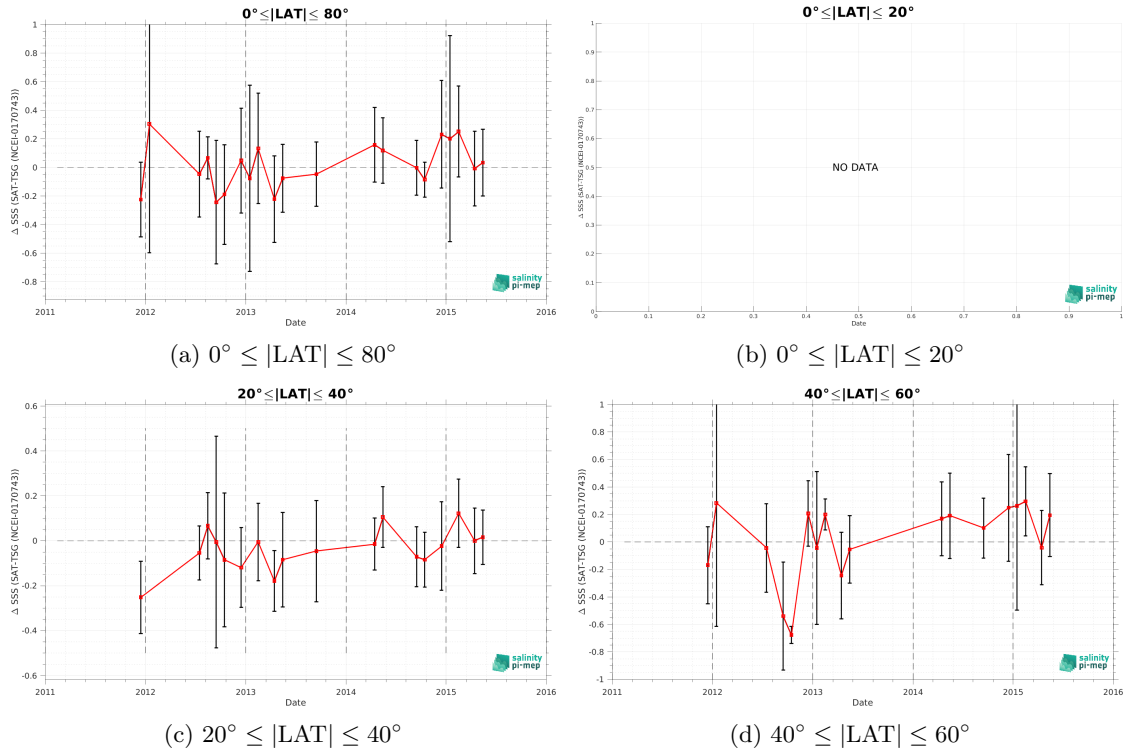 0°≤|LAT|≤ 80°
1
0.8
0.6
0.4
0.2
0
-0.2
-0.4
-0.6
-0.8
Δ SSS (SAT-TSG (NCEI-0170743))
2011 2012 2013 2014 2015 2016
Date
salinity
pi-mep
(a) 0° ≤ |LAT| ≤ 80°
0°≤|LAT|≤ 20°
1
0.9
0.8
0.7
0.6
0.5
0.4
0.3
0.2
0.1
0
Δ SSS (SAT-TSG (NCEI-0170743))
NO DATA
0 0.1 0.2 0.3 0.4 0.5 0.6 0.7 0.8 0.9 1
Date
salinity
pi-mep
(b) 0° ≤ |LAT| ≤ 20°
20°≤|LAT|≤ 40°
0.6
0.4
0.2
0
-0.2
-0.4
-0.6
Δ SSS (SAT-TSG (NCEI-0170743))
2011 2012 2013 2014 2015 2016
Date
salinity
pi-mep
(c) 20° ≤ |LAT| ≤ 40°
40°≤|LAT|≤ 60°
1
0.8
0.6
0.4
0.2
0
-0.2
-0.4
-0.6
-0.8
-1
Δ SSS (SAT-TSG (NCEI-0170743))
2011 2012 2013 2014 2015 2016
Date
salinity
pi-mep
(d) 40° ≤ |LAT| ≤ 60°